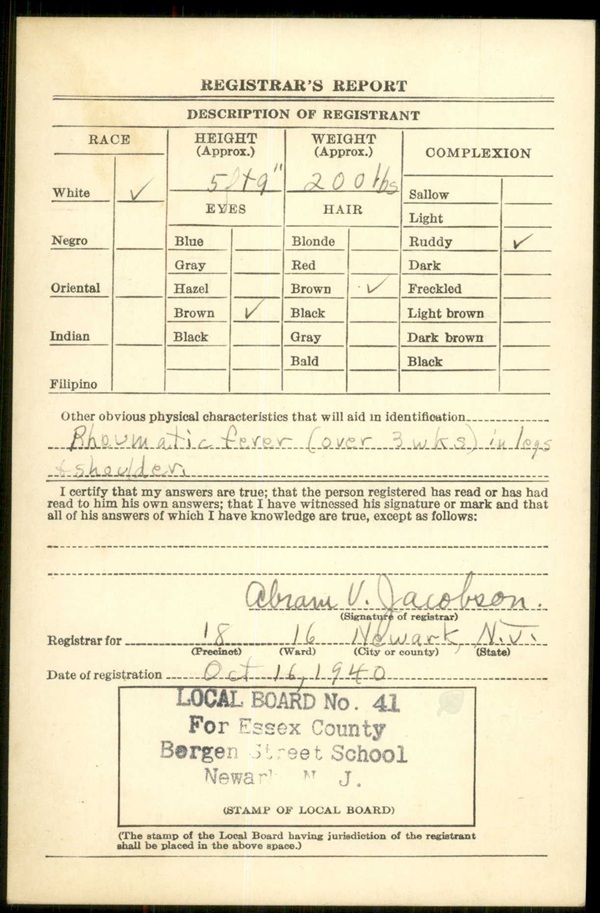 REGISTRAR'S REPORT
DESCRIPTION OF REGISTRANT
RACE
HEIGHT
(Approx.)
WEIGHT
(Approx.)
COMPLEXION
5 ft 9"
200 lbs
White ✓
Sallow
EYES
HAIR
Light
Negro
Blue
Blonde
Ruddy ✓
Gray
Red
Dark
Oriental
Hazel
Brown ✓
Freckled
Brown ✓
Black
Light brown
Indian
Black
Gray
Dark brown
Bald
Black
Filipino
Other obvious physical characteristics that will aid in identification
Rhoumatic fever (over 3 wks) in legs
& shoulder.
I certify that my answers are true; that the person registered has read or has had
read to him his own answers; that I have witnessed his signature or mark and that
all of his answers of which I have knowledge are true, except as follows:
Abram V. Jacobson.
(Signature of registrar)
Registrar for 18 16 Newark, N.J.
(Precinct) (Ward) (City or county) (State)
Date of registration Oct 16, 1940
LOCAL BOARD No. 41
For Essex County
Bergen Street School
Newark N J.
(STAMP OF LOCAL BOARD)
(The stamp of the Local Board having jurisdiction of the registrant
shall be placed in the above space.)